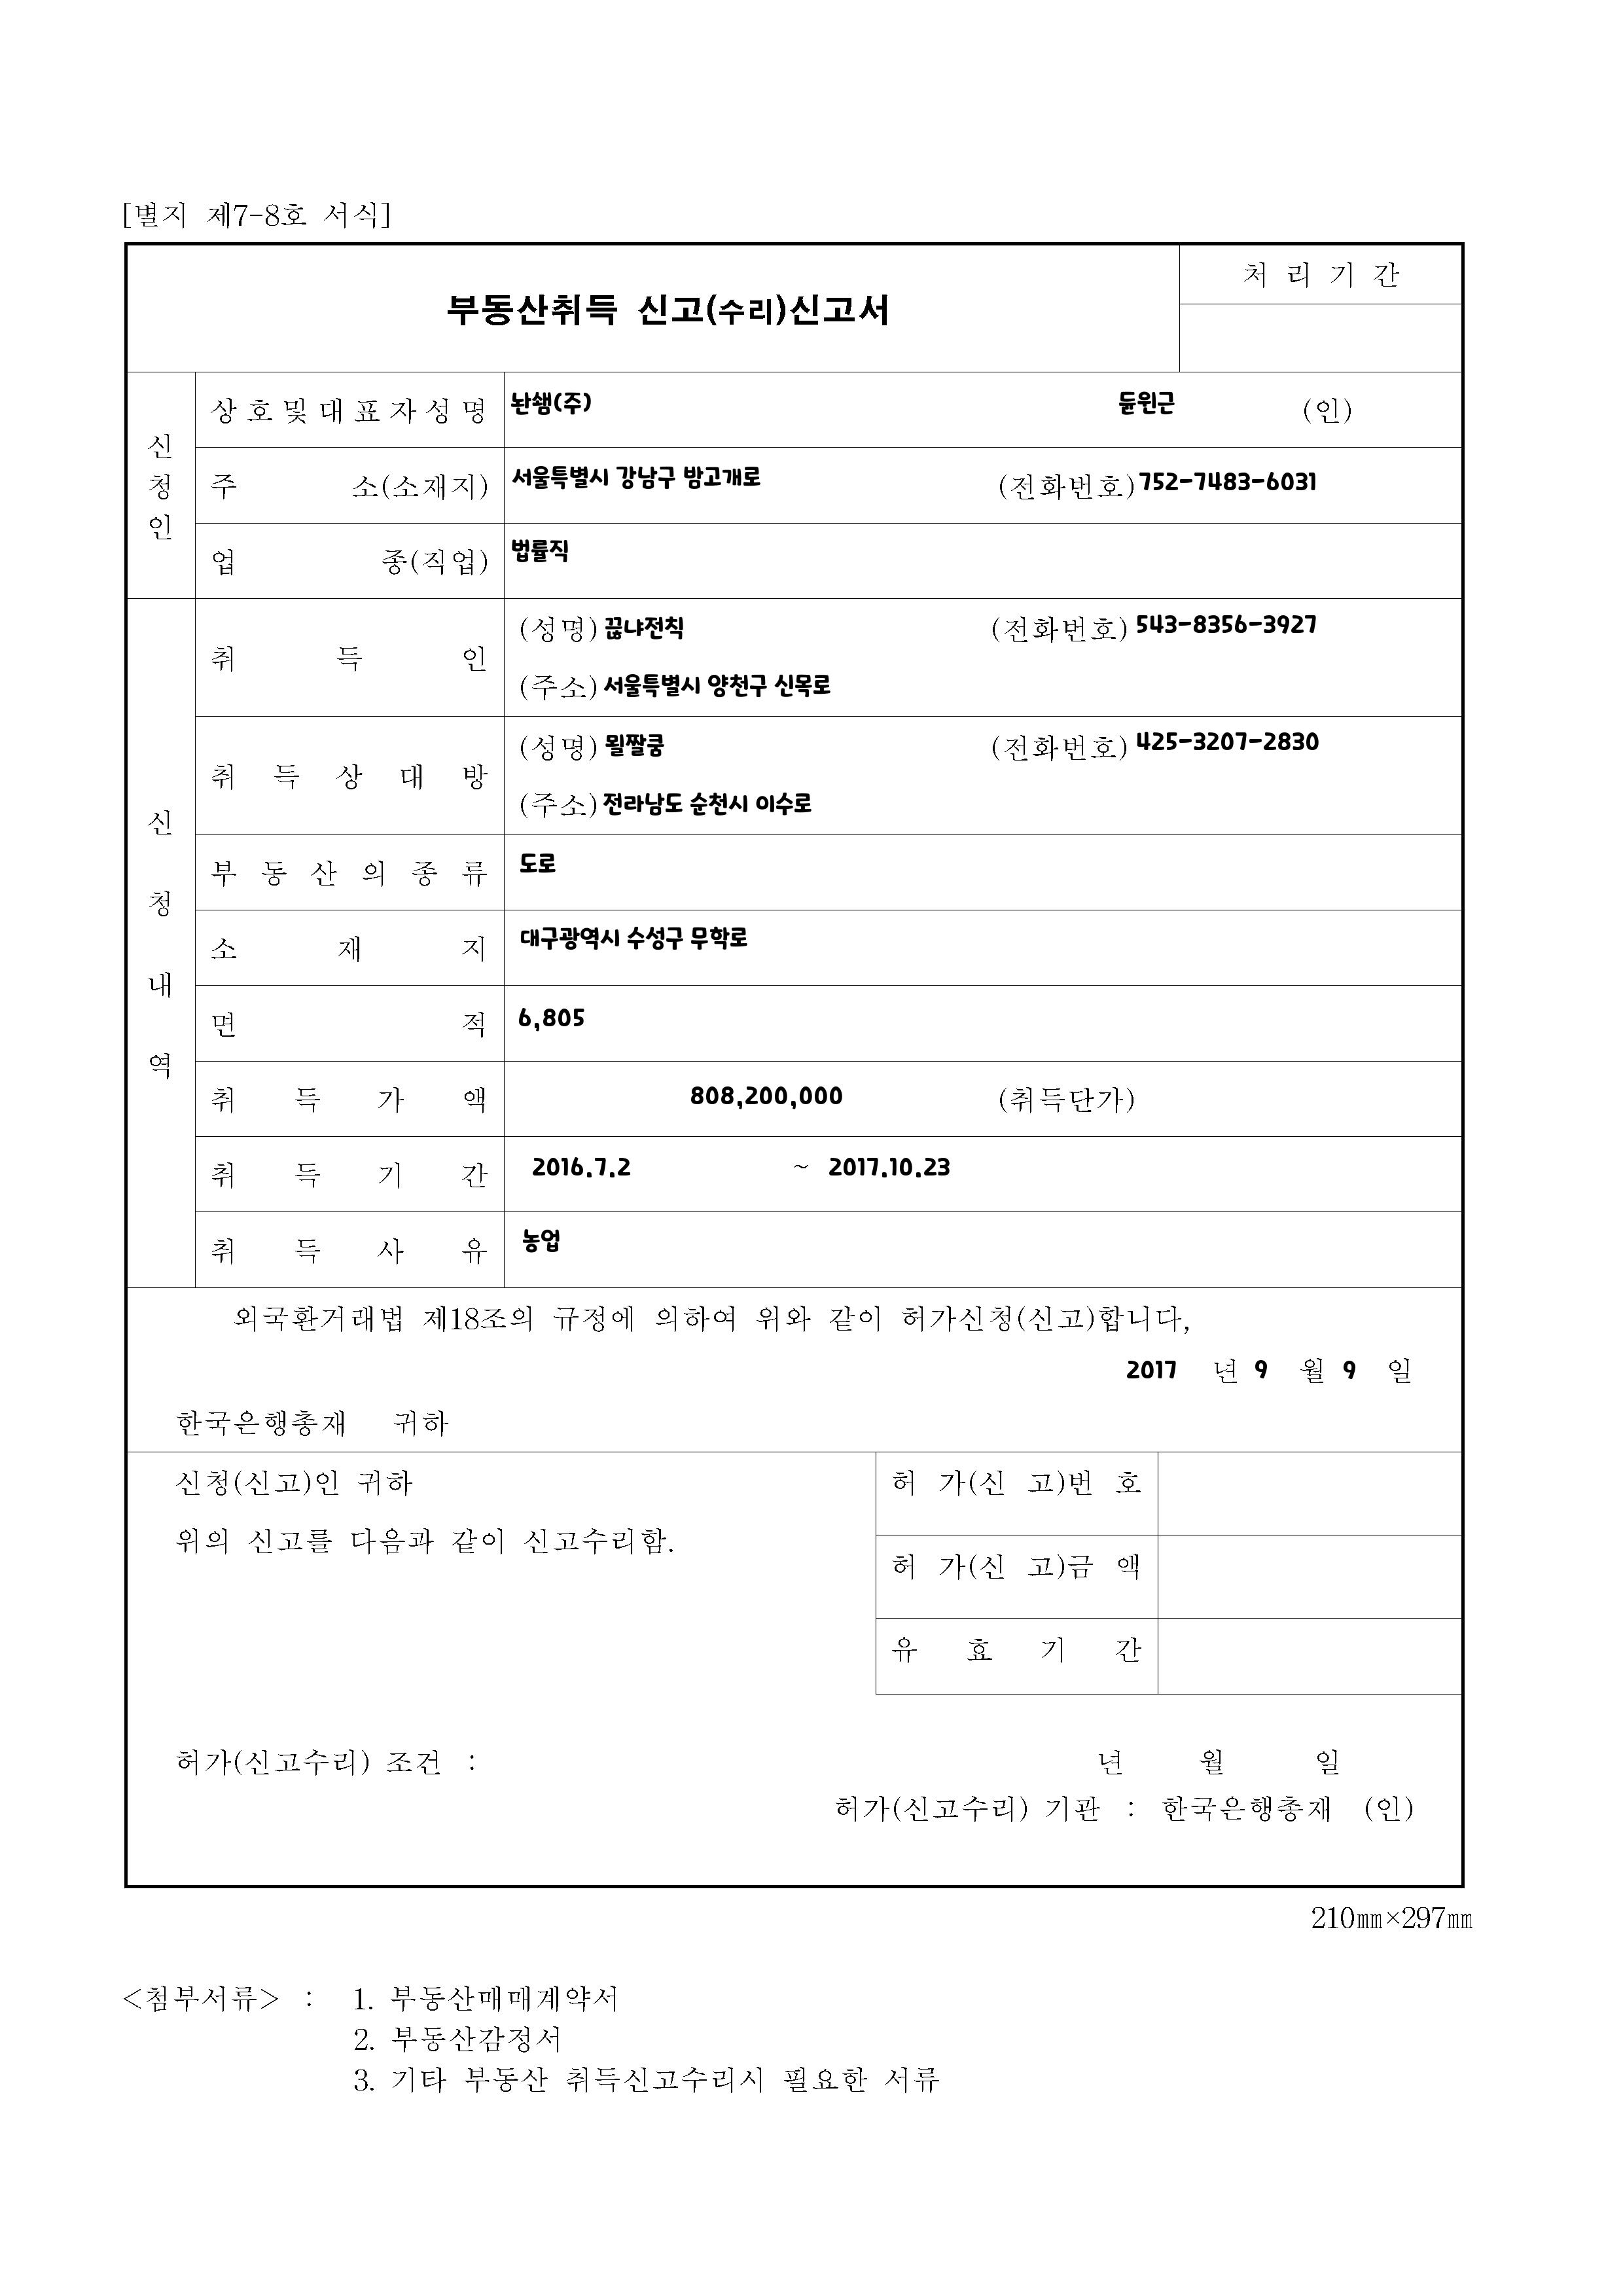 [별지 제7-8호 서식]
부동산취득 신고(수리)신고서
처 리 기 간
신청인
상호및대표자성명 난쇔(주) 듄윈근 (인)
주 소(소재지) 서울특별시 강남구 밤고개로 (전화번호) 752-7483-6031
업 종(직업) 법률직
신청내역
취 득 인
(성명) 끊냐전칙 (전화번호) 543-8356-3927
(주소) 서울특별시 양천구 신목로
취 득 상 대 방
(성명) 묄짤쿵 (전화번호) 425-3207-2830
(주소) 전라남도 순천시 이수로
부 동 산 의 종 류 도로
소 재 지 대구광역시 수성구 무학로
면 적 6,805
취 득 가 액 808,200,000 (취득단가)
취 득 기 간 2016.7.2 ~ 2017.10.23
취 득 사 유 농업
외국환거래법 제18조의 규정에 의하여 위와 같이 허가신청(신고)합니다,
2017 년 9 월 9 일
한국은행총재 귀하
신청(신고)인 귀하
위의 신고를 다음과 같이 신고수리함.
허 가(신 고)번 호
허 가(신 고)금 액
유 효 기 간
허가(신고수리) 조건 : 년 월 일
허가(신고수리) 기관 : 한국은행총재 (인)
210㎜×297㎜
<첨부서류> : 1. 부동산매매계약서
2. 부동산감정서
3. 기타 부동산 취득신고수리시 필요한 서류